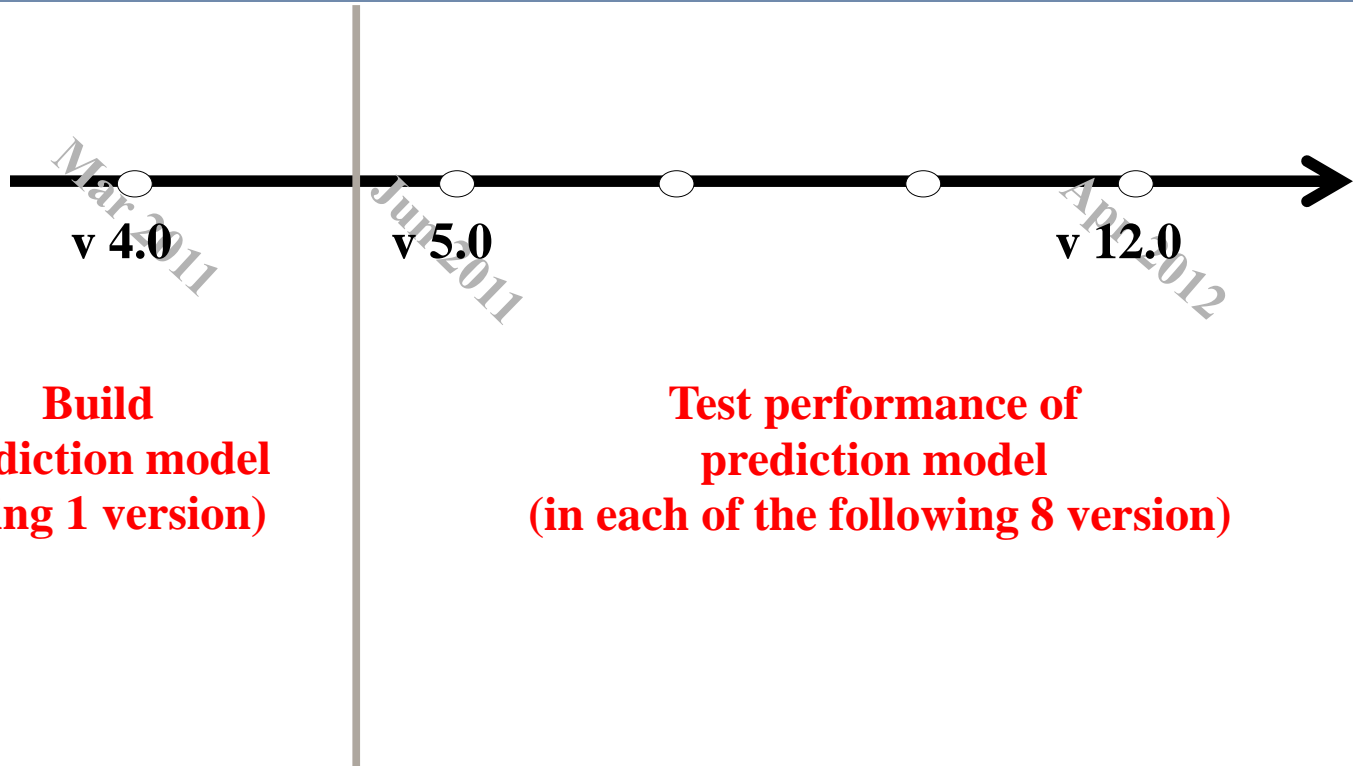 Mar 2011
Jun 2011
Apr 2012
v 4.0
v 5.0
v 12.0
Build
diction model
ng 1 version)
Test performance of
prediction model
(in each of the following 8 version)